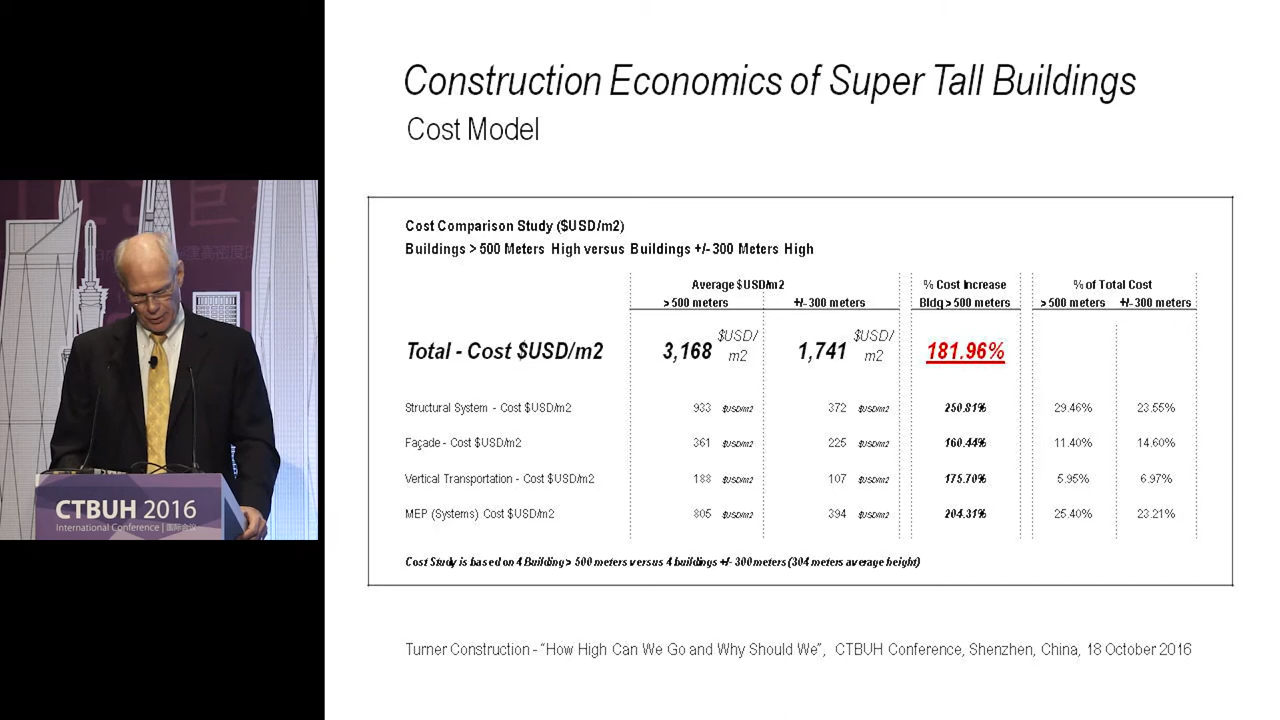 Construction Economics of Super Tall Buildings
Cost Model
Cost Comparison Study ($USD/m2)
Buildings > 500 Meters High versus Buildings +/- 300 Meters High
Average $USD/m2 % Cost Increase % of Total Cost
> 500 meters +/- 300 meters Bldg > 500 meters > 500 meters +/- 300 meters
Total - Cost $USD/m2 3,168 $USD/m2 1,741 $USD/m2 181.96%
Structural System - Cost $USD/m2 933 $USD/m2 372 $USD/m2 250.81% 29.46% 23.55%
Façade - Cost $USD/m2 361 $USD/m2 225 $USD/m2 160.44% 11.40% 14.60%
Vertical Transportation - Cost $USD/m2 188 $USD/m2 107 $USD/m2 175.70% 5.95% 6.97%
MEP (Systems) Cost $USD/m2 805 $USD/m2 394 $USD/m2 204.31% 25.40% 23.21%
Cost Study is based on 4 Building > 500 meters versus 4 buildings +/- 300 meters (304 meters average height)
Turner Construction - “How High Can We Go and Why Should We”, CTBUH Conference, Shenzhen, China, 18 October 2016
CTBUH 2016
International Conference | 国际会议